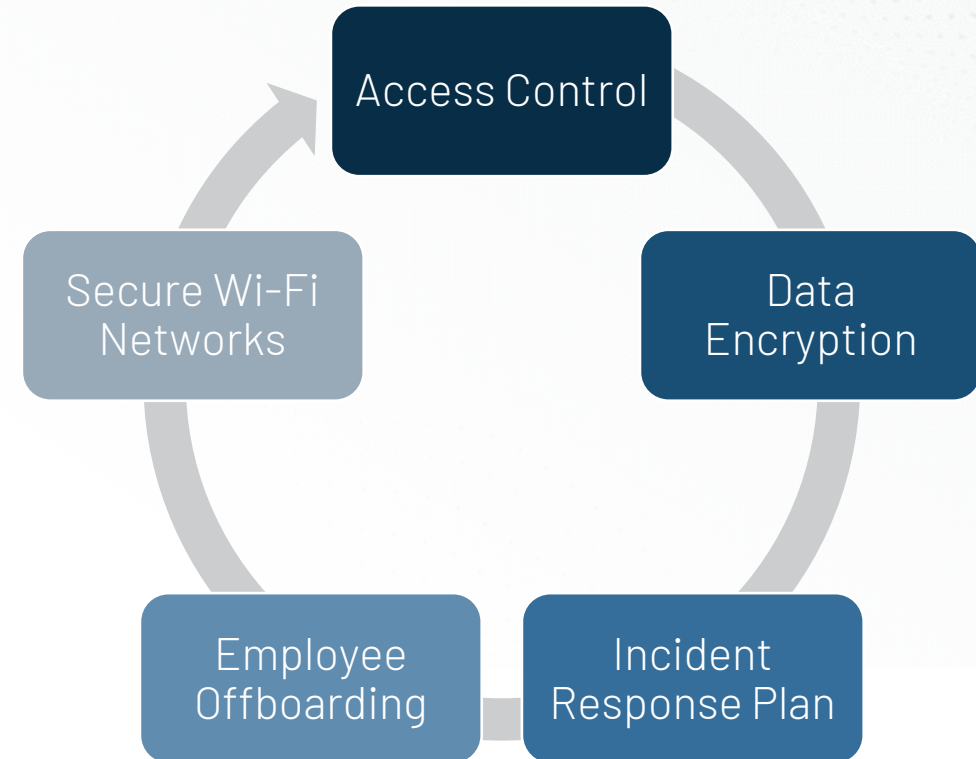 Access Control
Data
Encryption
Incident
Response Plan
Employee
Offboarding
Secure Wi-Fi
Networks